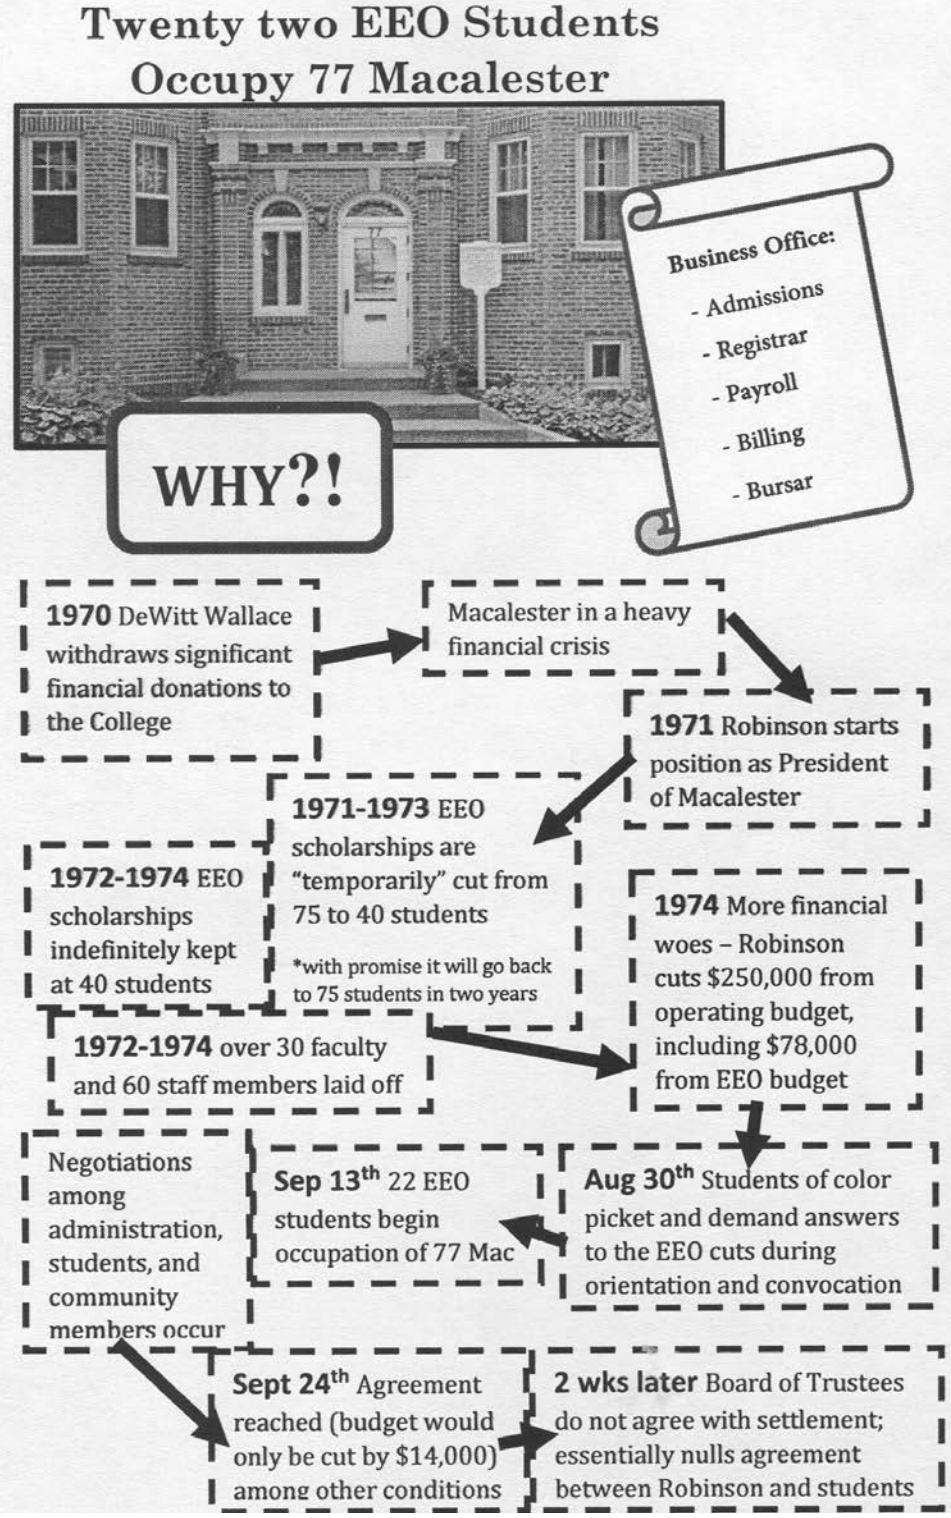 Twenty two EEO Students
Occupy 77 Macalester
77
Business Office:
- Admissions
- Registrar
- Payroll
- Billing
- Bursar
WHY?!
1970 DeWitt Wallace
withdraws significant
financial donations to
the College
Macalester in a heavy
financial crisis
1971 Robinson starts
position as President
of Macalester
1971-1973 EEO
scholarships are
"temporarily" cut from
75 to 40 students
*with promise it will go back
to 75 students in two years
1972-1974 EEO
scholarships
indefinitely kept
at 40 students
1972-1974 over 30 faculty
and 60 staff members laid off
1974 More financial
woes – Robinson
cuts $250,000 from
operating budget,
including $78,000
from EEO budget
Aug 30th Students of color
picket and demand answers
to the EEO cuts during
orientation and convocation
Sep 13th 22 EEO
students begin
occupation of 77 Mac
Negotiations
among
administration,
students, and
community
members occur
Sept 24th Agreement
reached (budget would
only be cut by $14,000)
among other conditions
2 wks later Board of Trustees
do not agree with settlement;
essentially nulls agreement
between Robinson and students